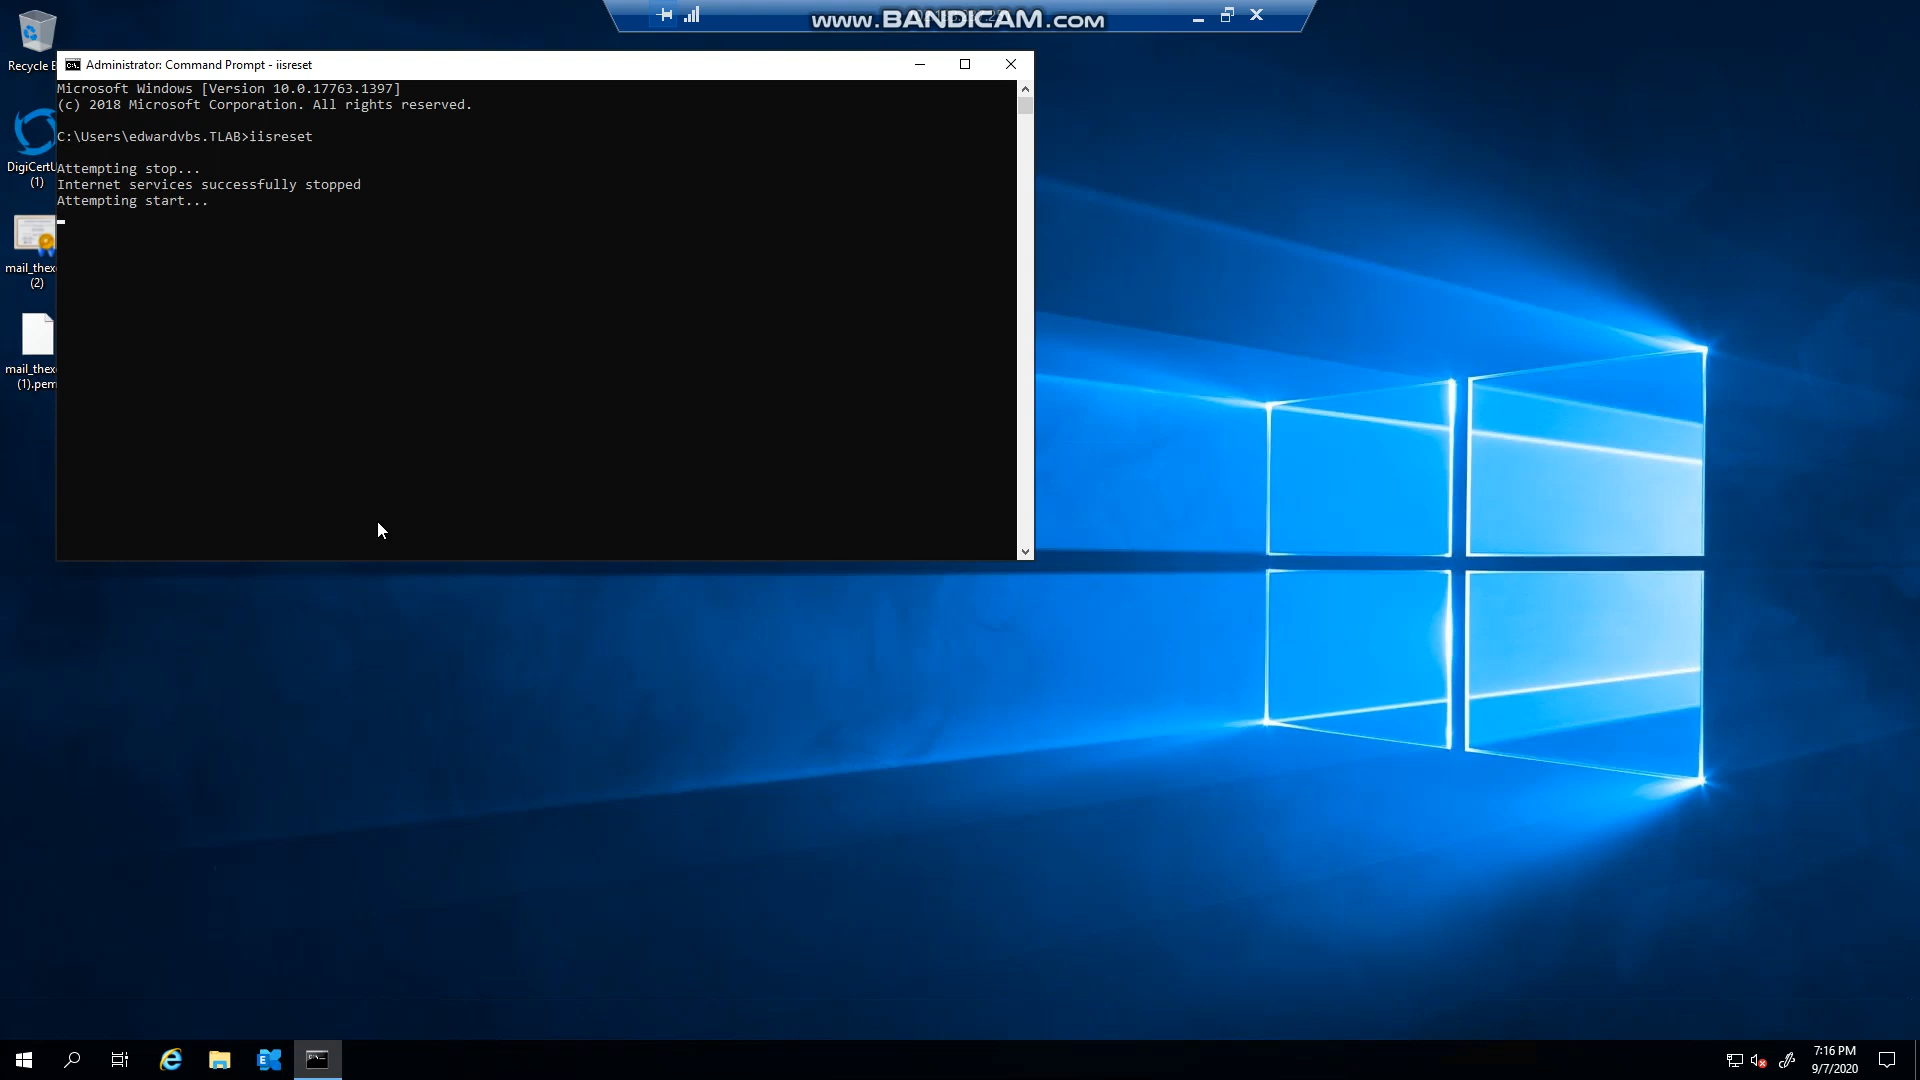 www.BANDICAM.com
Recycle B
Administrator: Command Prompt - iisreset
Microsoft Windows [Version 10.0.17763.1397]
(c) 2018 Microsoft Corporation. All rights reserved.
C:\Users\edwardvbs.TLAB>iisreset
Attempting stop...
Internet services successfully stopped
Attempting start...
DigiCertU
(1)
mail_thex
(2)
mail_thex
(1).pem
7:16 PM
9/7/2020